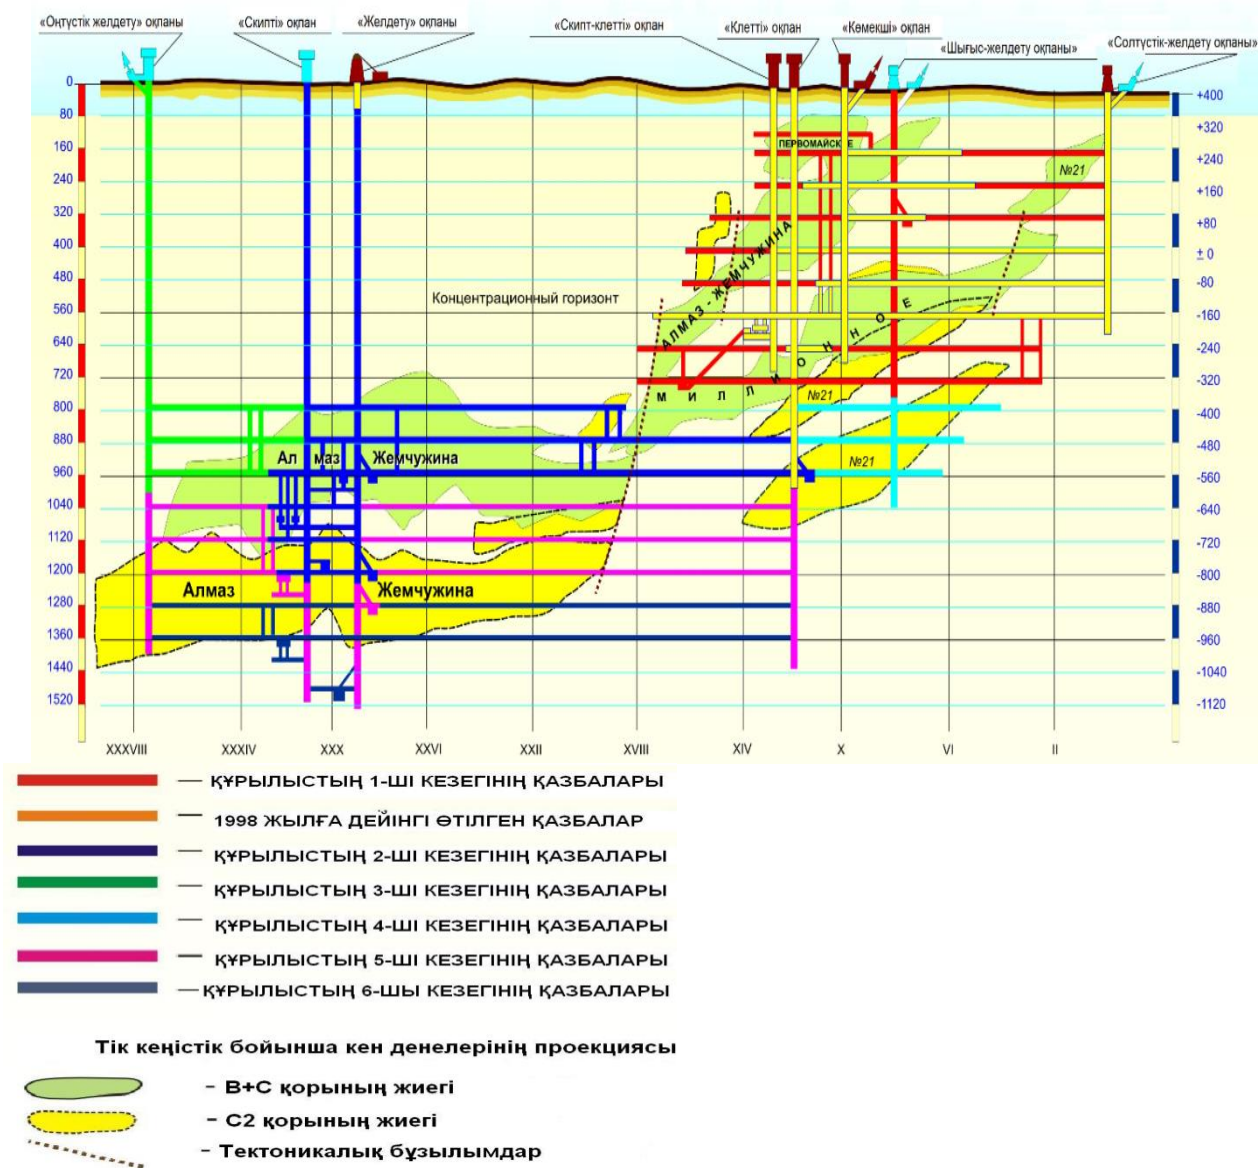 «Оңтүстік желдету» оқпаны
«Скипті» оқпан
«Желдету» оқпаны
«Скипт-клетті» оқпан
«Клетті» оқпан
«Көмекші» оқпан
«Шығыс-желдету оқпаны»
«Солтүстік-желдету оқпаны»
0
80
160
240
320
400
480
560
640
720
800
880
960
1040
1120
1200
1280
1360
1440
1520
+400
+320
+240
+160
+80
± 0
-80
-160
-240
-320
-400
-480
-560
-640
-720
-800
-880
-960
-1040
-1120
ПЕРВОМАЙСКОЕ
№21
АЛМАЗ - ЖЕМЧУЖИНА
Концентрационный горизонт
МИЛЛИОННОЕ
№21
№21
Ал маз Жемчужина
Алмаз Жемчужина
XXXVIII XXXIV XXX XXVI XXII XVIII XIV X VI II
— ҚҰРЫЛЫСТЫҢ 1-ШІ КЕЗЕГІНІҢ ҚАЗБАЛАРЫ
— 1998 ЖЫЛҒА ДЕЙІНГІ ӨТІЛГЕН ҚАЗБАЛАР
— ҚҰРЫЛЫСТЫҢ 2-ШІ КЕЗЕГІНІҢ ҚАЗБАЛАРЫ
— ҚҰРЫЛЫСТЫҢ 3-ШІ КЕЗЕГІНІҢ ҚАЗБАЛАРЫ
— ҚҰРЫЛЫСТЫҢ 4-ШІ КЕЗЕГІНІҢ ҚАЗБАЛАРЫ
— ҚҰРЫЛЫСТЫҢ 5-ШІ КЕЗЕГІНІҢ ҚАЗБАЛАРЫ
— ҚҰРЫЛЫСТЫҢ 6-ШЫ КЕЗЕГІНІҢ ҚАЗБАЛАРЫ
Тік кеңістік бойынша кен денелерінің проекциясы
- В+С қорының жиегі
- С2 қорының жиегі
- Тектоникалық бұзылымдар